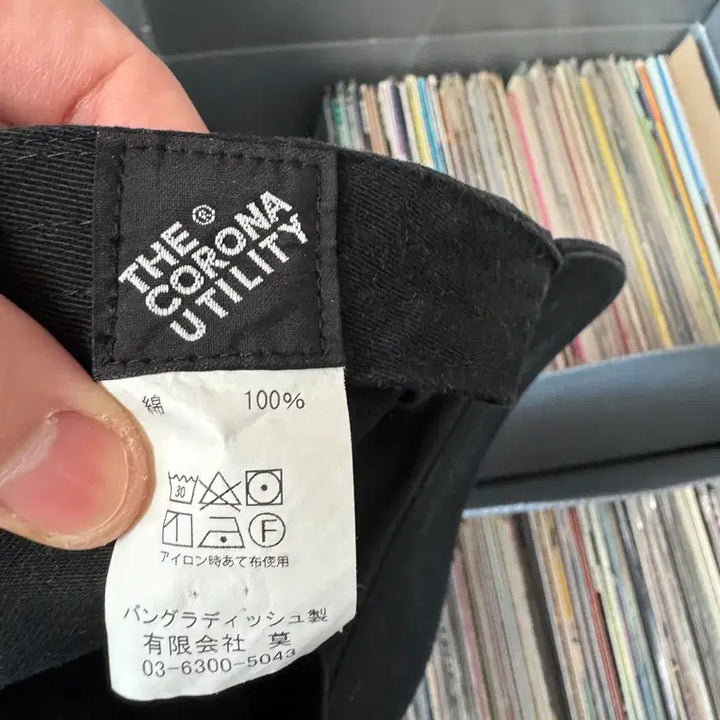 THE ®
CORONA
UTILITY
綿 100%
30
F
アイロン時あて布使用
バングラディッシュ製
有限会社 莫
03-6300-5043